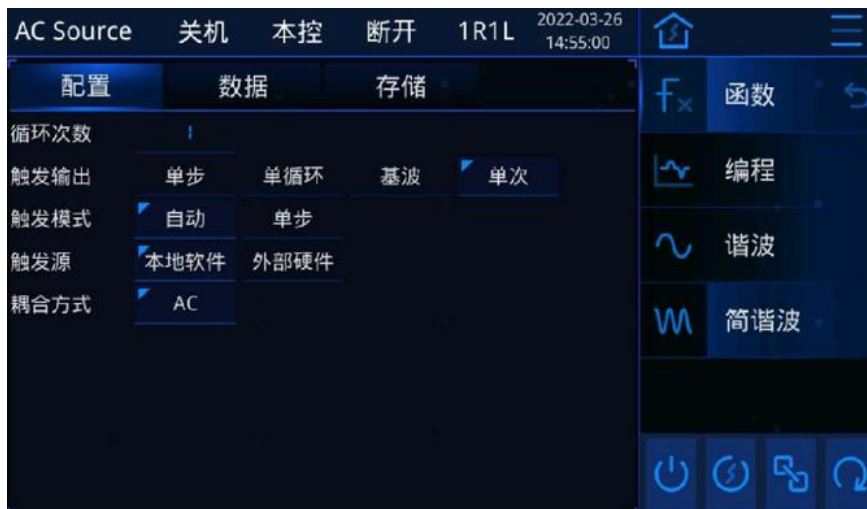 AC Source 关机 本控 断开 1R1L 2022-03-26
14:55:00
配置 数据 存储
循环次数 1
触发输出 单步 单循环 基波 单次
触发模式 自动 单步
触发源 本地软件 外部硬件
耦合方式 AC
fx 函数
编程
谐波
简谐波